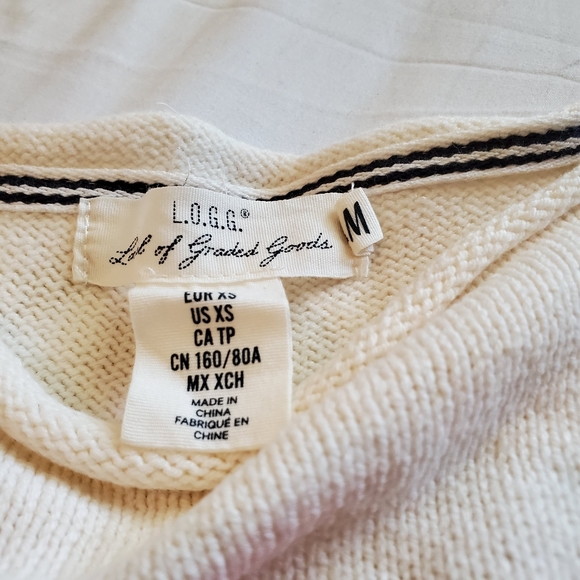 L.O.G.G.®
Lab of Graded Goods
M
EUR XS
US XS
CA TP
CN 160/80A
MX XCH
MADE IN
CHINA
FABRIQUÉ EN
CHINE